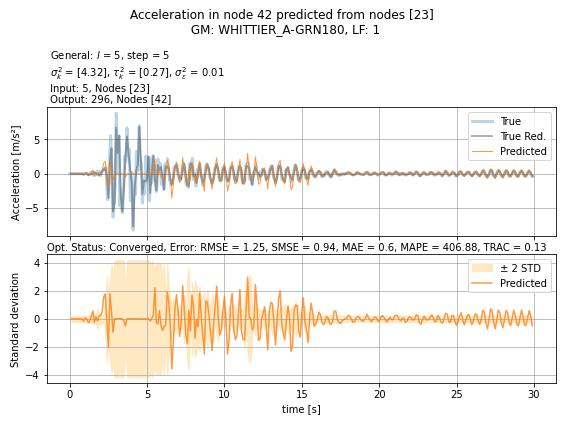 Acceleration in node 42 predicted from nodes [23]
GM: WHITTIER_A-GRN180, LF: 1
General: l = 5, step = 5
σ²ₖ = [4.32], τ²ₖ = [0.27], σ²ε = 0.01
Input: 5, Nodes [23]
Output: 296, Nodes [42]
Acceleration [m/s²]
5
0
−5
True
True Red.
Predicted
Opt. Status: Converged, Error: RMSE = 1.25, SMSE = 0.94, MAE = 0.6, MAPE = 406.88, TRAC = 0.13
Standard deviation
4
2
0
−2
−4
± 2 STD
Predicted
0 5 10 15 20 25 30
time [s]